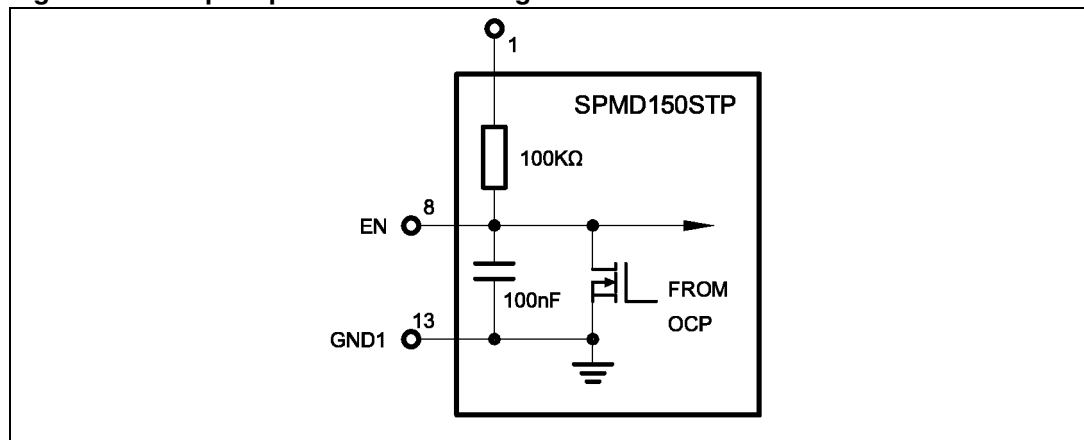 1
SPMD150STP
100KΩ
8
EN
100nF
FROM
OCP
13
GND1